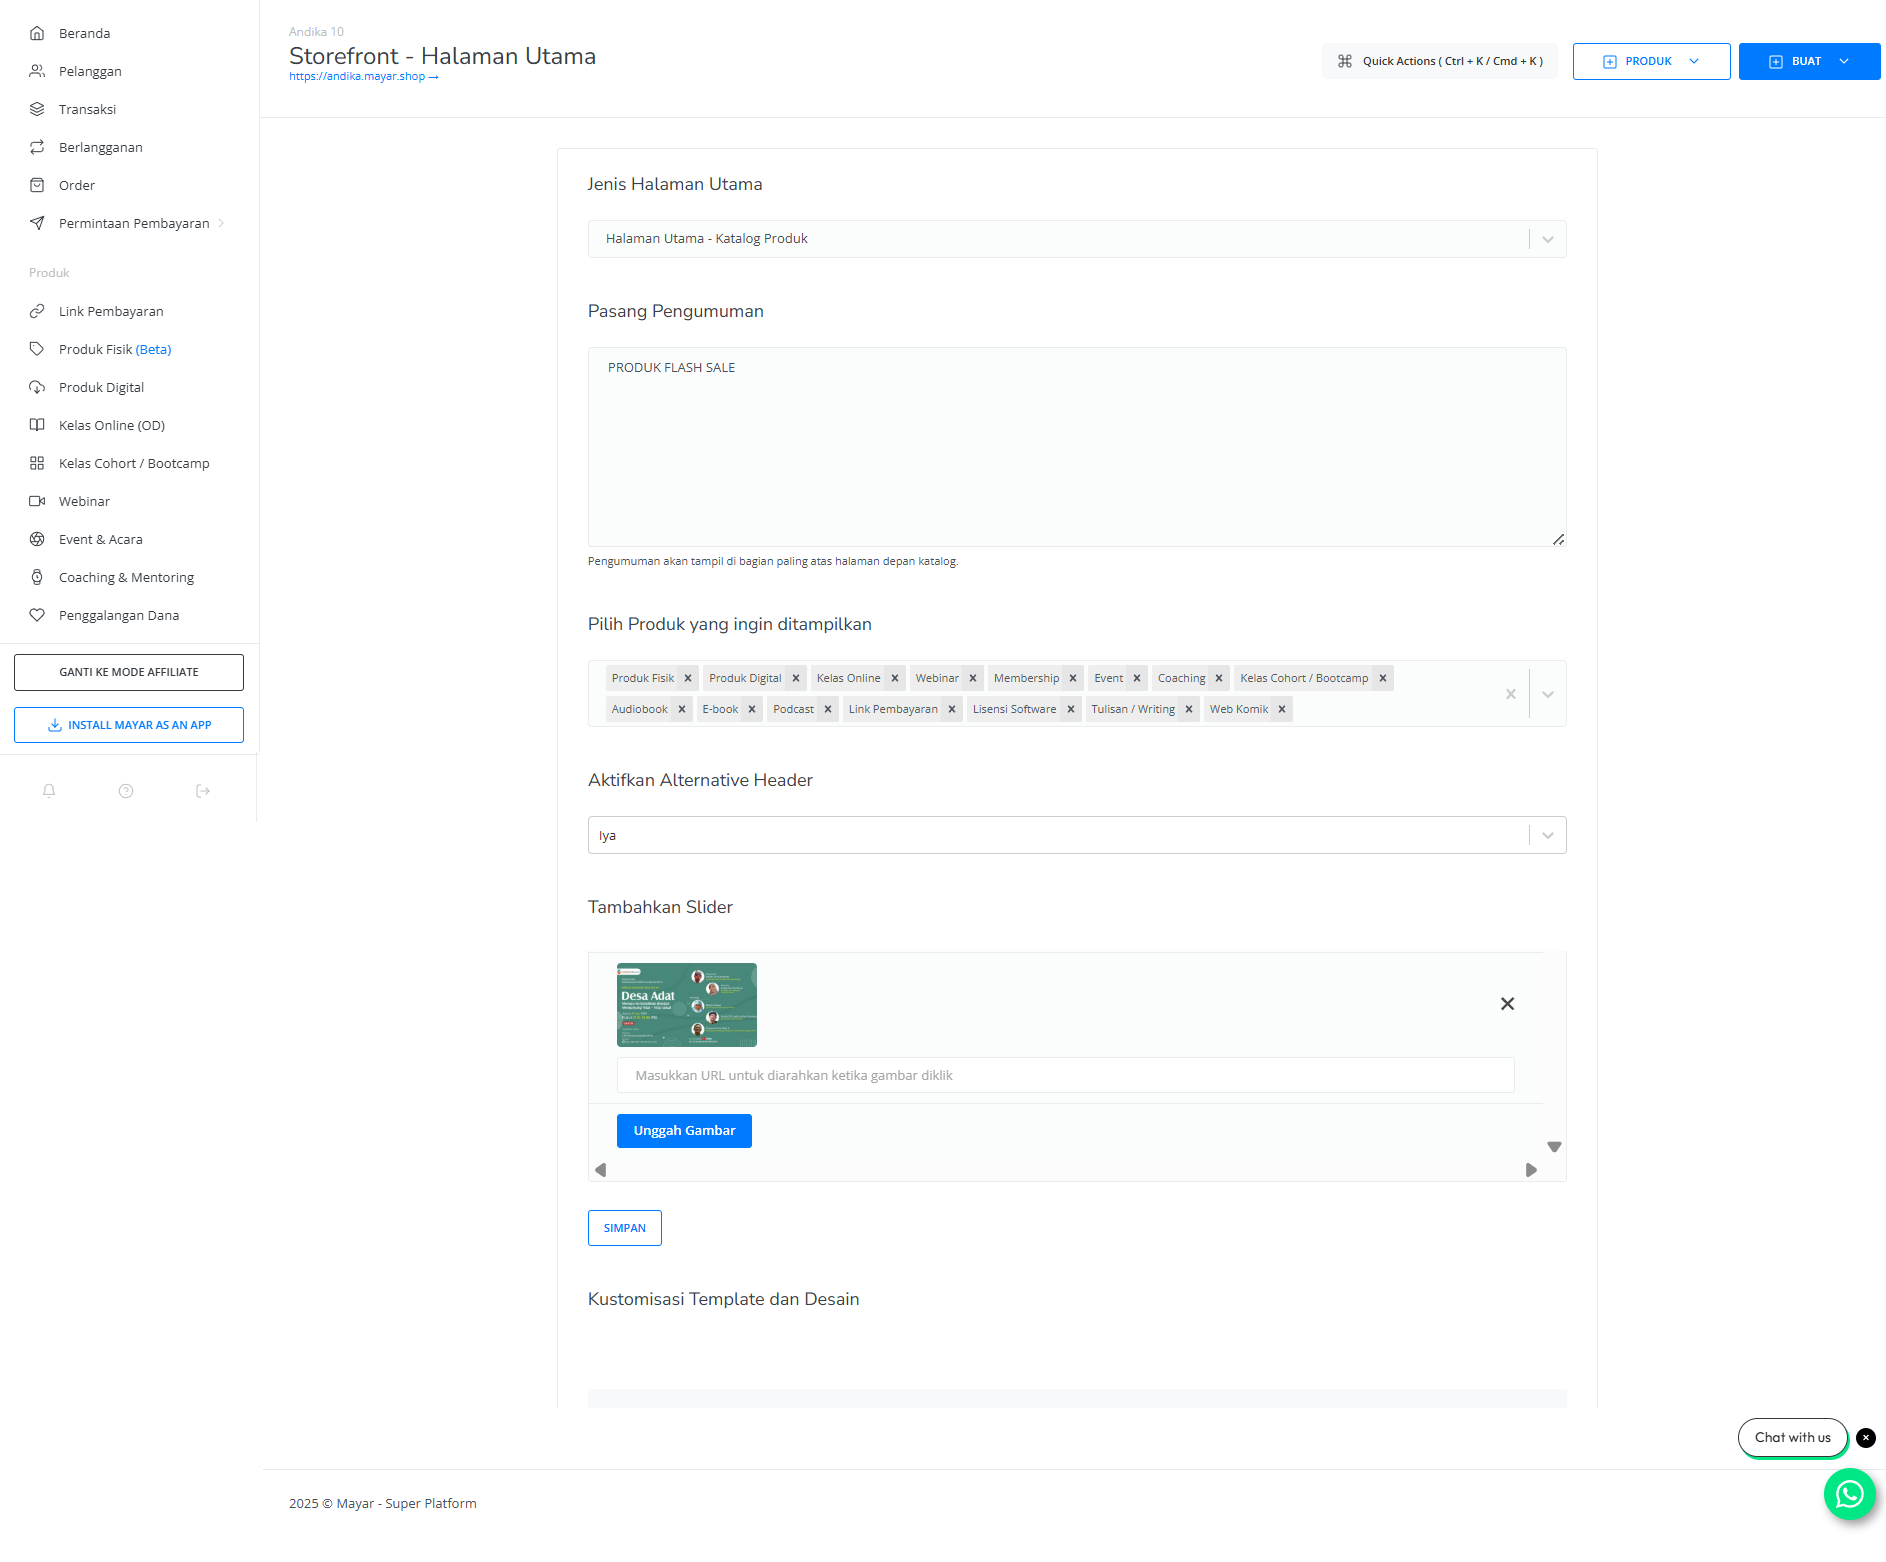 Beranda
Pelanggan
Transaksi
Berlangganan
Order
Permintaan Pembayaran
Produk
Link Pembayaran
Produk Fisik (Beta)
Produk Digital
Kelas Online (OD)
Kelas Cohort / Bootcamp
Webinar
Event & Acara
Coaching & Mentoring
Penggalangan Dana
GANTI KE MODE AFFILIATE
INSTALL MAYAR AS AN APP
Andika 10
Storefront - Halaman Utama
https://andika.mayar.shop →
Quick Actions ( Ctrl + K / Cmd + K )
PRODUK
BUAT
Jenis Halaman Utama
Halaman Utama - Katalog Produk
Pasang Pengumuman
PRODUK FLASH SALE
Pengumuman akan tampil di bagian paling atas halaman depan katalog.
Pilih Produk yang ingin ditampilkan
Produk Fisik × Produk Digital × Kelas Online × Webinar × Membership × Event × Coaching × Kelas Cohort / Bootcamp ×
Audiobook × E-book × Podcast × Link Pembayaran × Lisensi Software × Tulisan / Writing × Web Komik ×
Aktifkan Alternative Header
Iya
Tambahkan Slider
Desa Adat
Masukkan URL untuk diarahkan ketika gambar diklik
Unggah Gambar
SIMPAN
Kustomisasi Template dan Desain
Chat with us
2025 © Mayar - Super Platform